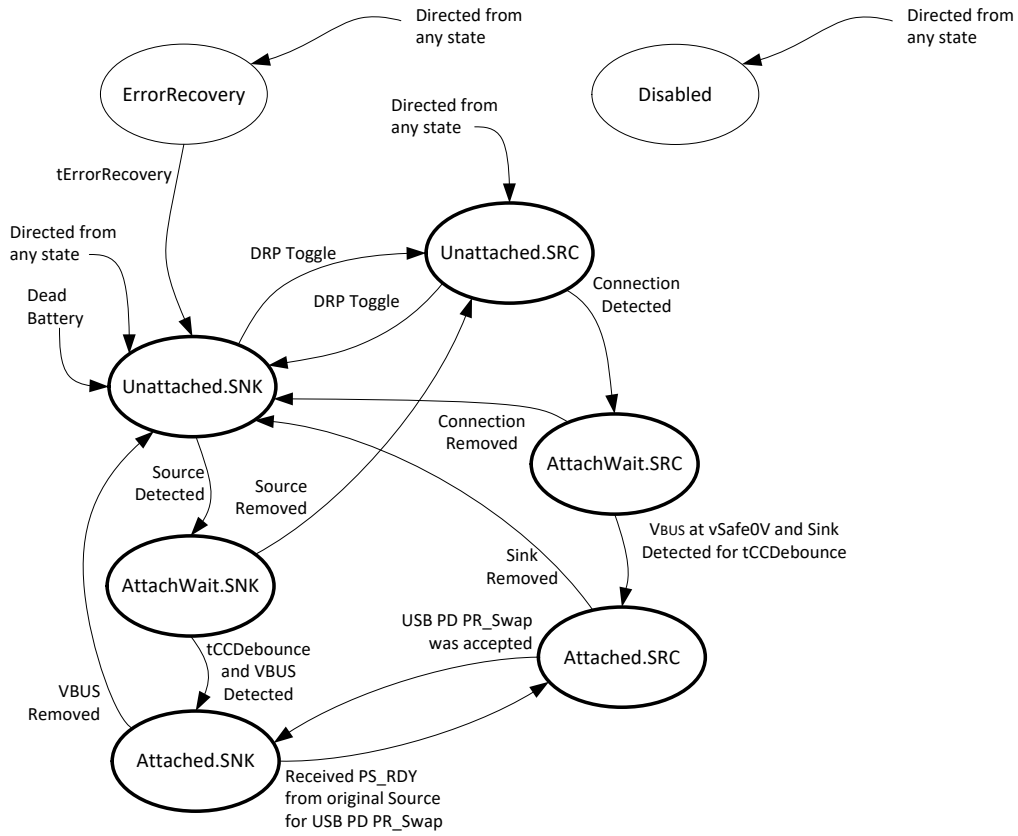 Directed from
any state
Directed from
any state
ErrorRecovery
Disabled
Directed from
any state
tErrorRecovery
Directed from
any state
DRP Toggle
Unattached.SRC
Dead
Battery
DRP Toggle
Connection
Detected
Unattached.SNK
Connection
Removed
AttachWait.SRC
Source
Detected
Source
Removed
VBUS at vSafe0V and Sink
Detected for tCCDebounce
Sink
Removed
AttachWait.SNK
USB PD PR_Swap
was accepted
Attached.SRC
tCCDebounce
and VBUS
Detected
VBUS
Removed
Attached.SNK
Received PS_RDY
from original Source
for USB PD PR_Swap